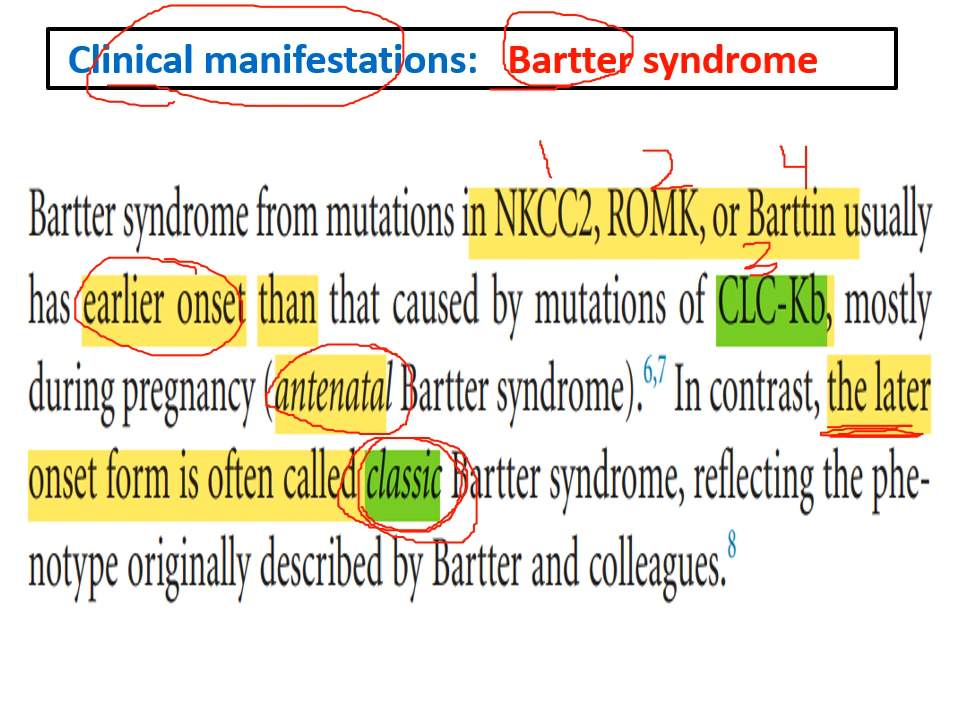 Clinical manifestations: Bartter syndrome
1 2 4
Bartter syndrome from mutations in NKCC2, ROMK, or Barttin usually
3
has earlier onset than that caused by mutations of CLC-Kb, mostly
during pregnancy (antenatal Bartter syndrome).6,7 In contrast, the later
onset form is often called classic Bartter syndrome, reflecting the phe-
notype originally described by Bartter and colleagues.8